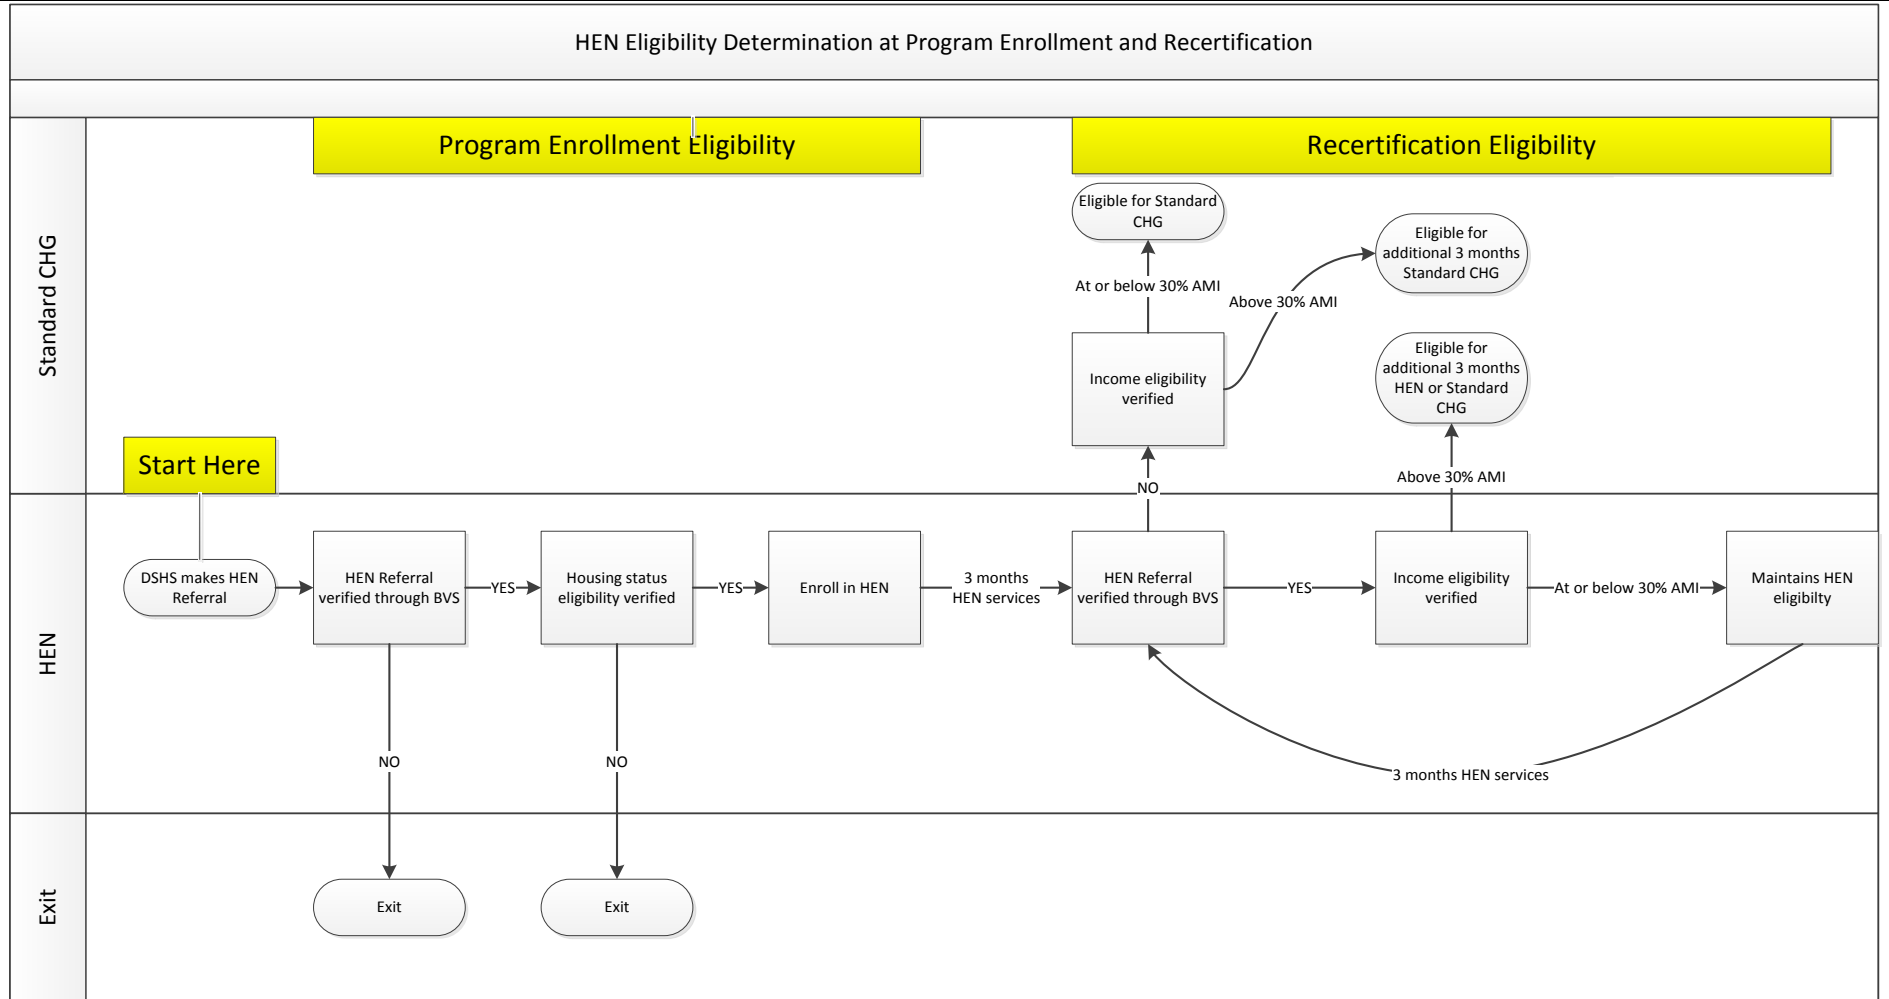 HEN Eligibility Determination at Program Enrollment and Recertification
Program Enrollment Eligibility
Recertification Eligibility
Standard CHG
Eligible for Standard
CHG
Eligible for
additional 3 months
Standard CHG
At or below 30% AMI
Above 30% AMI
Income eligibility
verified
Eligible for
additional 3 months
HEN or Standard
CHG
Start Here
Above 30% AMI
NO
HEN
DSHS makes HEN
Referral
HEN Referral
verified through BVS
YES
Housing status
eligibility verified
YES
Enroll in HEN
3 months
HEN services
HEN Referral
verified through BVS
YES
Income eligibility
verified
At or below 30% AMI
Maintains HEN
eligibilty
NO
NO
3 months HEN services
Exit
Exit
Exit